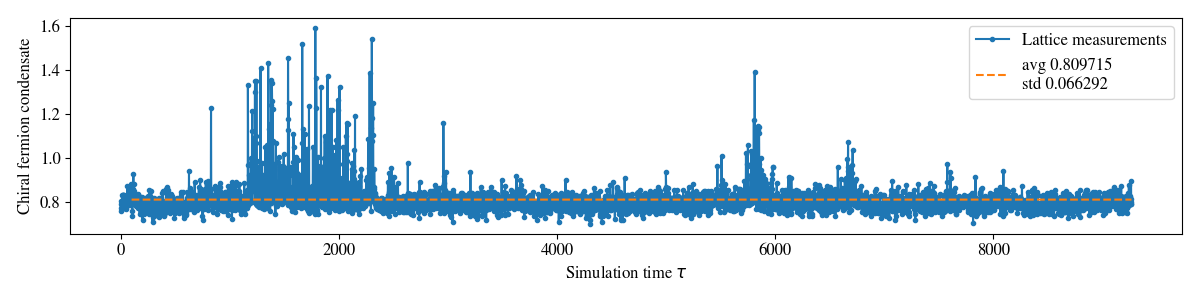 1.6
1.4
1.2
1.0
0.8
Chiral fermion condensate
Lattice measurements
avg 0.809715
std 0.066292
0
2000
4000
6000
8000
Simulation time τ